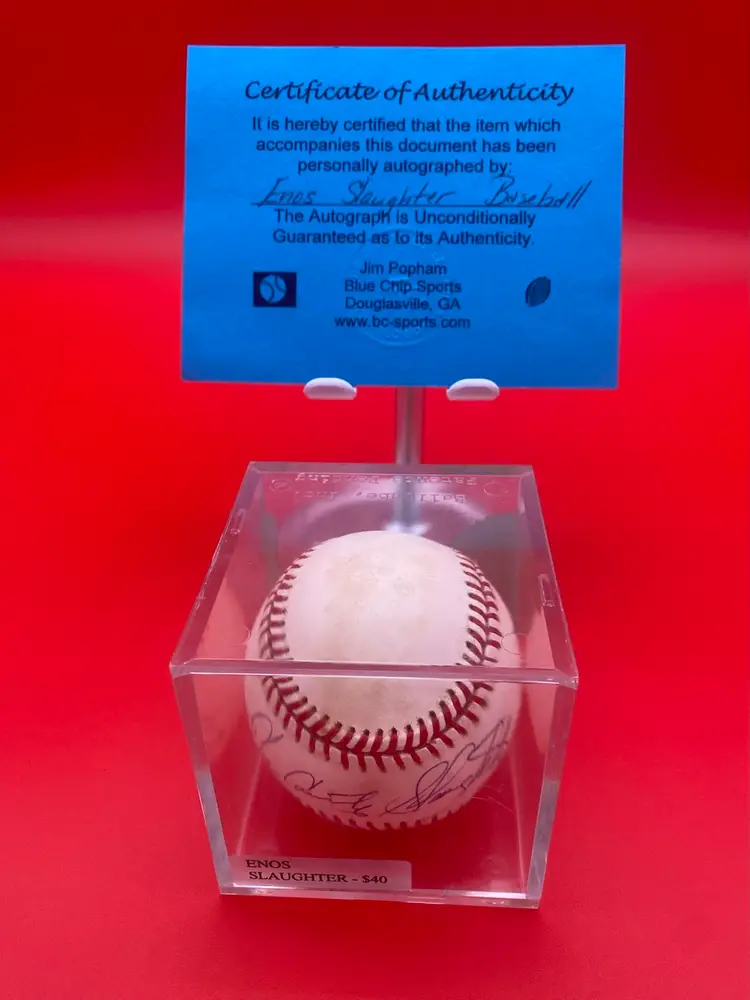 Certificate of Authenticity
It is hereby certified that the item which
accompanies this document has been
personally autographed by:
Enos Slaughter Baseball
The Autograph is Unconditionally
Guaranteed as to its Authenticity.
Jim Popham
Blue Chip Sports
Douglasville, GA
www.bc-sports.com
ENOS
SLAUGHTER - $40